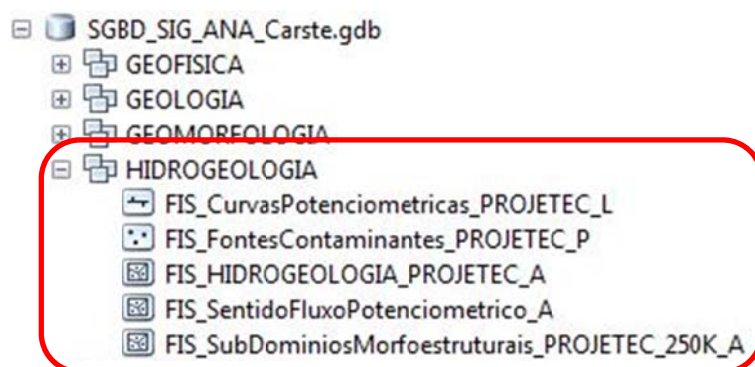 SGBD_SIG_ANA_Carste.gdb
GEOFISICA
GEOLOGIA
GEOMORFOLOGIA
HIDROGEOLOGIA
FIS_CurvasPotenciometricas_PROJETEC_L
FIS_FontesContaminantes_PROJETEC_P
FIS_HIDROGEOLOGIA_PROJETEC_A
FIS_SentidoFluxoPotenciometrico_A
FIS_SubDominiosMorfoestruturais_PROJETEC_250K_A